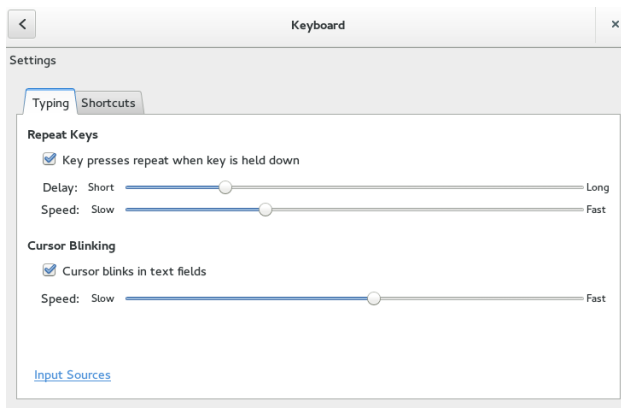 Keyboard
Settings
Typing Shortcuts
Repeat Keys
Key presses repeat when key is held down
Delay: Short Long
Speed: Slow Fast
Cursor Blinking
Cursor blinks in text fields
Speed: Slow Fast
Input Sources